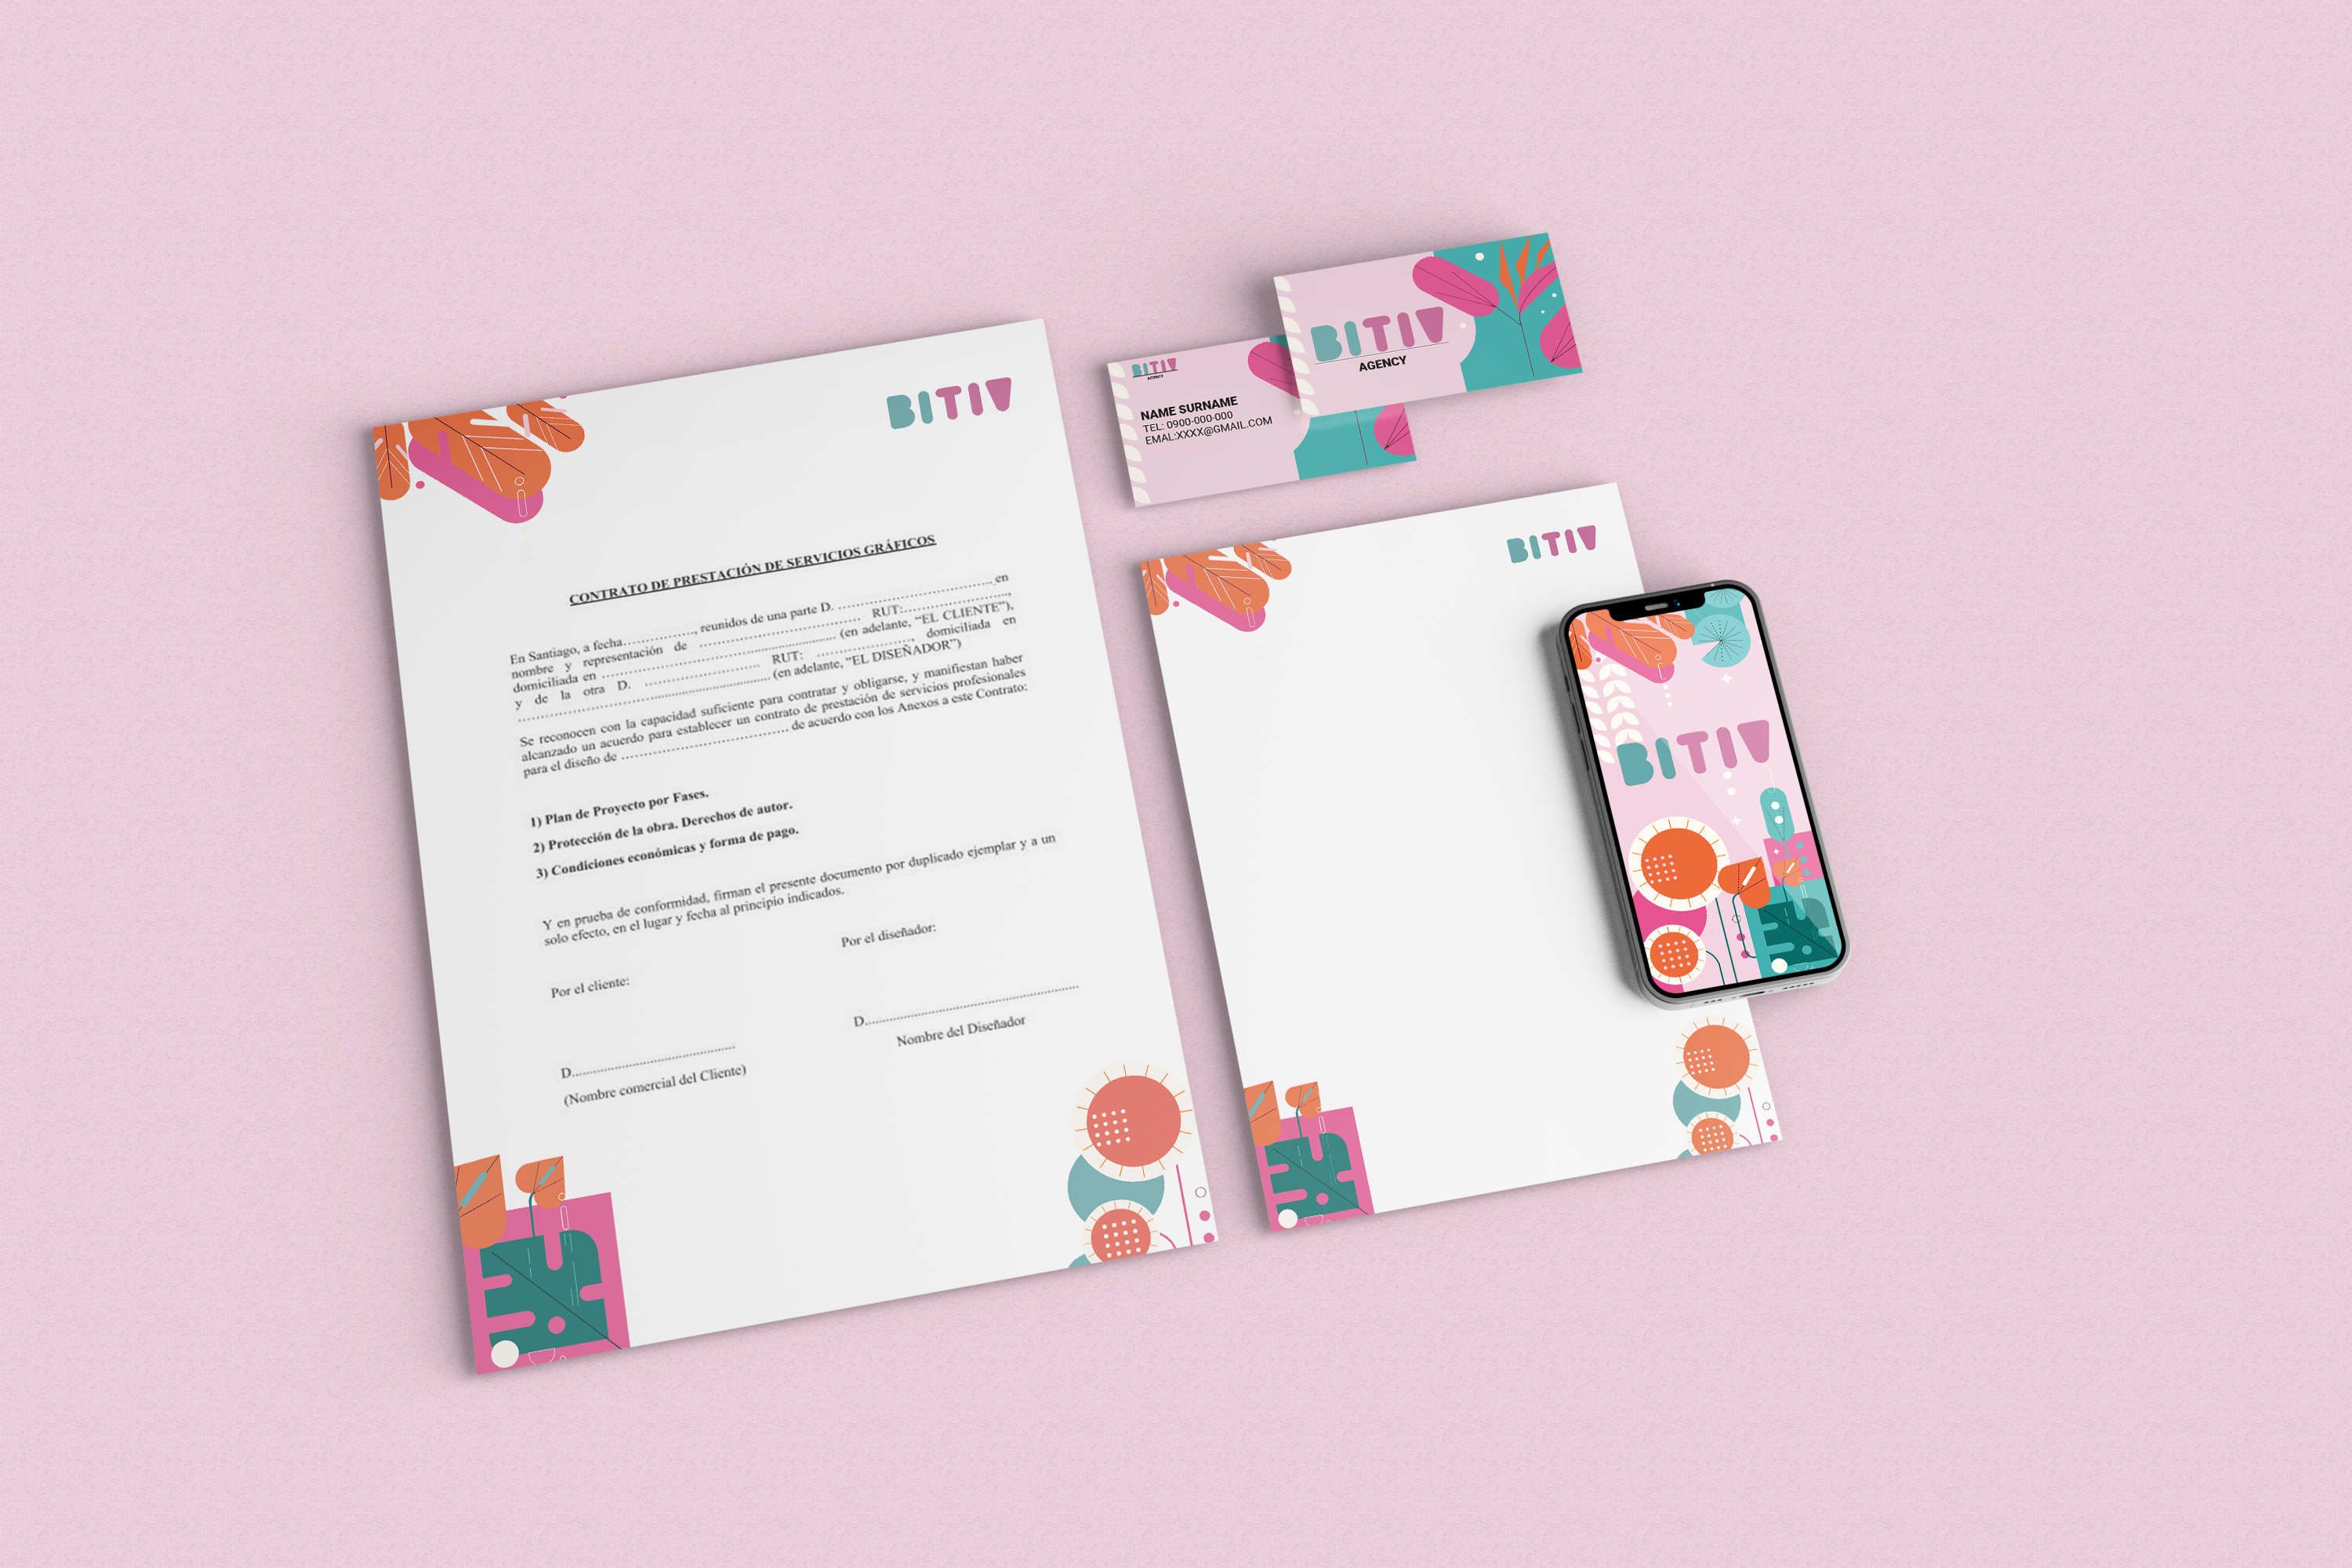 BITIV
CONTRATO DE PRESTACIÓN DE SERVICIOS GRÁFICOS
En Santiago, a fecha.................., reunidos de una parte D. ........................................ en
nombre y representación de ........................................ RUT:..........................,
domiciliada en ............................................................ (en adelante, “EL CLIENTE”),
y de la otra D. ............................. RUT: ........................, domiciliada en
................................................................ (en adelante, “EL DISEÑADOR”)
Se reconocen con la capacidad suficiente para contratar y obligarse, y manifiestan haber
alcanzado un acuerdo para establecer un contrato de prestación de servicios profesionales
para el diseño de .......................................... de acuerdo con los Anexos a este Contrato:
1) Plan de Proyecto por Fases.
2) Protección de la obra. Derechos de autor.
3) Condiciones económicas y forma de pago.
Y en prueba de conformidad, firman el presente documento por duplicado ejemplar y a un
solo efecto, en el lugar y fecha al principio indicados.
Por el diseñador:
Por el cliente:
D............................................................
Nombre del Diseñador
D.............................................
(Nombre comercial del Cliente)
BITIV
AGENCY
NAME SURNAME
TEL: 0900-000-000
EMAL:XXXX@GMAIL.COM
BITIV
AGENCY
BITIV
BITIV